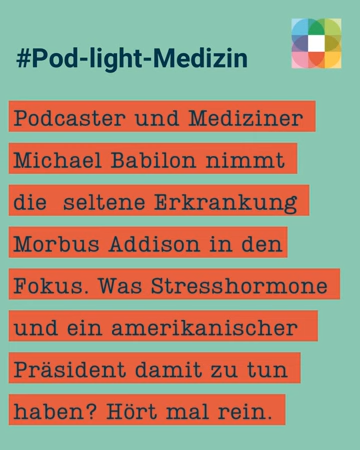 #Pod-light-Medizin
Podcaster und Mediziner
Michael Babilon nimmt
die seltene Erkrankung
Morbus Addison in den
Fokus. Was Stresshormone
und ein amerikanischer
Präsident damit zu tun
haben? Hört mal rein.